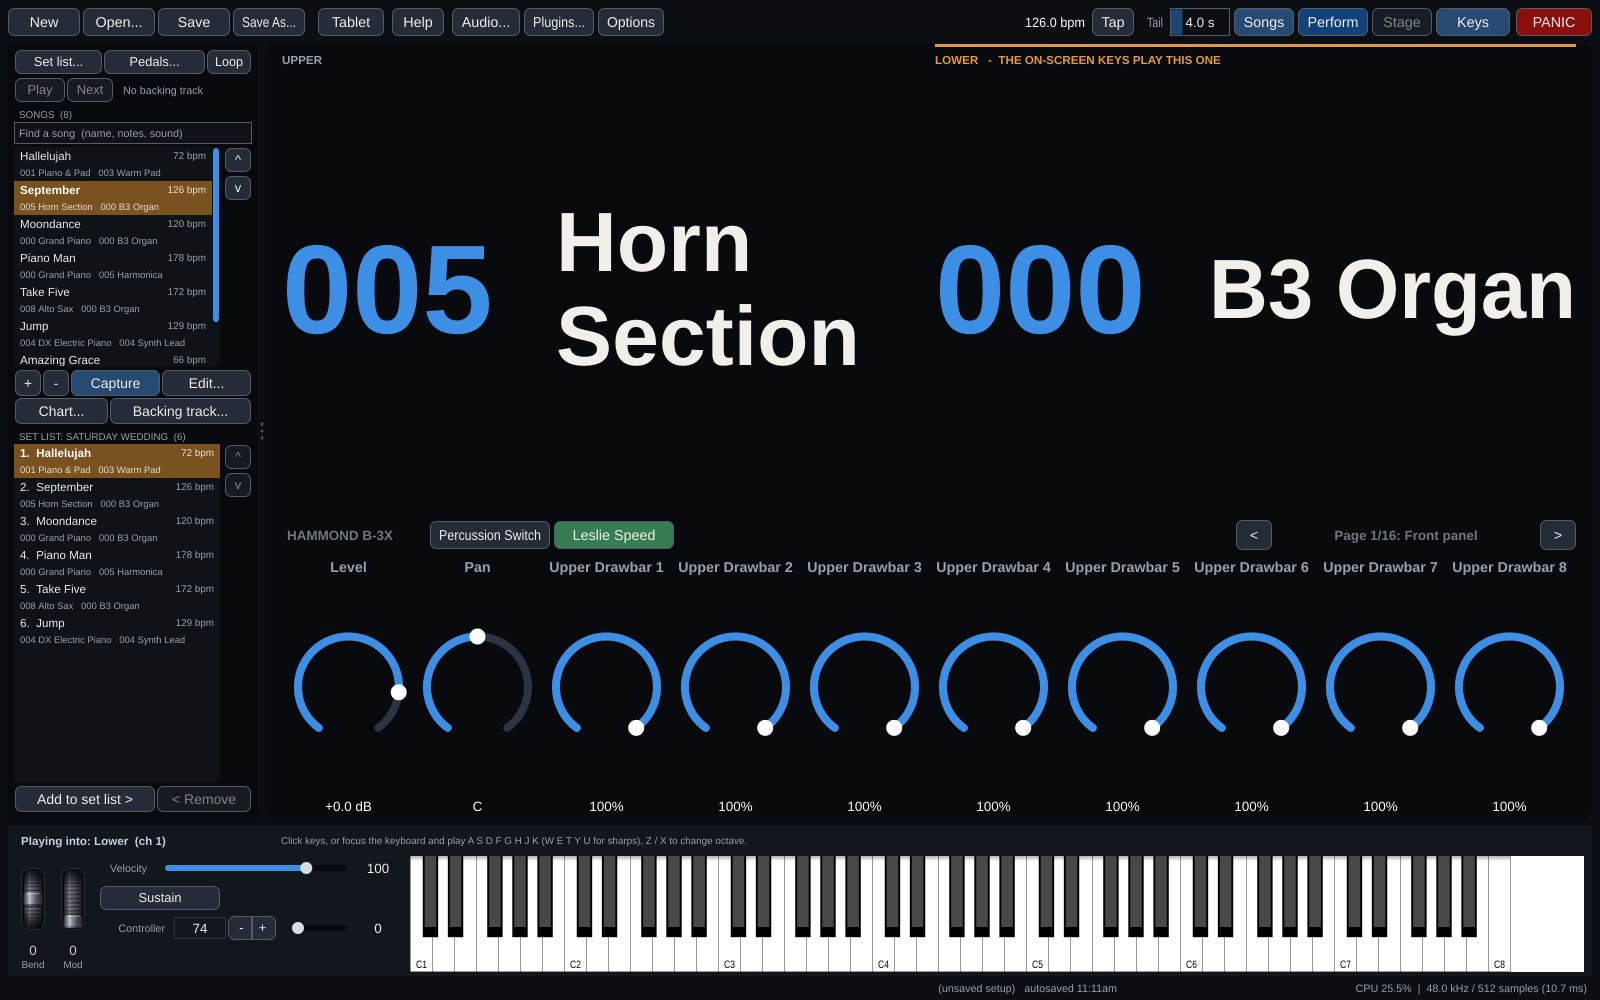 New Open... Save Save As... Tablet Help Audio... Plugins... Options 126.0 bpm Tap Tail 4.0 s Songs Perform Stage Keys PANIC
Set list... Pedals... Loop
Play Next No backing track
SONGS (8)
Find a song (name, notes, sound)
Hallelujah 72 bpm ^
001 Piano & Pad 003 Warm Pad
September 126 bpm v
005 Horn Section 000 B3 Organ
Moondance 120 bpm
000 Grand Piano 000 B3 Organ
Piano Man 178 bpm
000 Grand Piano 005 Harmonica
Take Five 172 bpm
008 Alto Sax 000 B3 Organ
Jump 129 bpm
004 DX Electric Piano 004 Synth Lead
Amazing Grace 66 bpm
+ - Capture Edit...
Chart... Backing track...
SET LIST: SATURDAY WEDDING (6)
1. Hallelujah 72 bpm ^
001 Piano & Pad 003 Warm Pad
2. September 126 bpm v
005 Horn Section 000 B3 Organ
3. Moondance 120 bpm
000 Grand Piano 000 B3 Organ
4. Piano Man 178 bpm
000 Grand Piano 005 Harmonica
5. Take Five 172 bpm
008 Alto Sax 000 B3 Organ
6. Jump 129 bpm
004 DX Electric Piano 004 Synth Lead
Add to set list > < Remove
UPPER
005 Horn
Section
LOWER - THE ON-SCREEN KEYS PLAY THIS ONE
000 B3 Organ
HAMMOND B-3X Percussion Switch Leslie Speed < Page 1/16: Front panel >
Level Pan Upper Drawbar 1 Upper Drawbar 2 Upper Drawbar 3 Upper Drawbar 4 Upper Drawbar 5 Upper Drawbar 6 Upper Drawbar 7 Upper Drawbar 8
+0.0 dB C 100% 100% 100% 100% 100% 100% 100% 100%
Playing into: Lower (ch 1) Click keys, or focus the keyboard and play A S D F G H J K (W E T Y U for sharps), Z / X to change octave.
Velocity 100
Sustain
Controller 74 - + 0
0 0
Bend Mod
C1 C2 C3 C4 C5 C6 C7 C8
(unsaved setup) autosaved 11:11am CPU 25.5% | 48.0 kHz / 512 samples (10.7 ms)